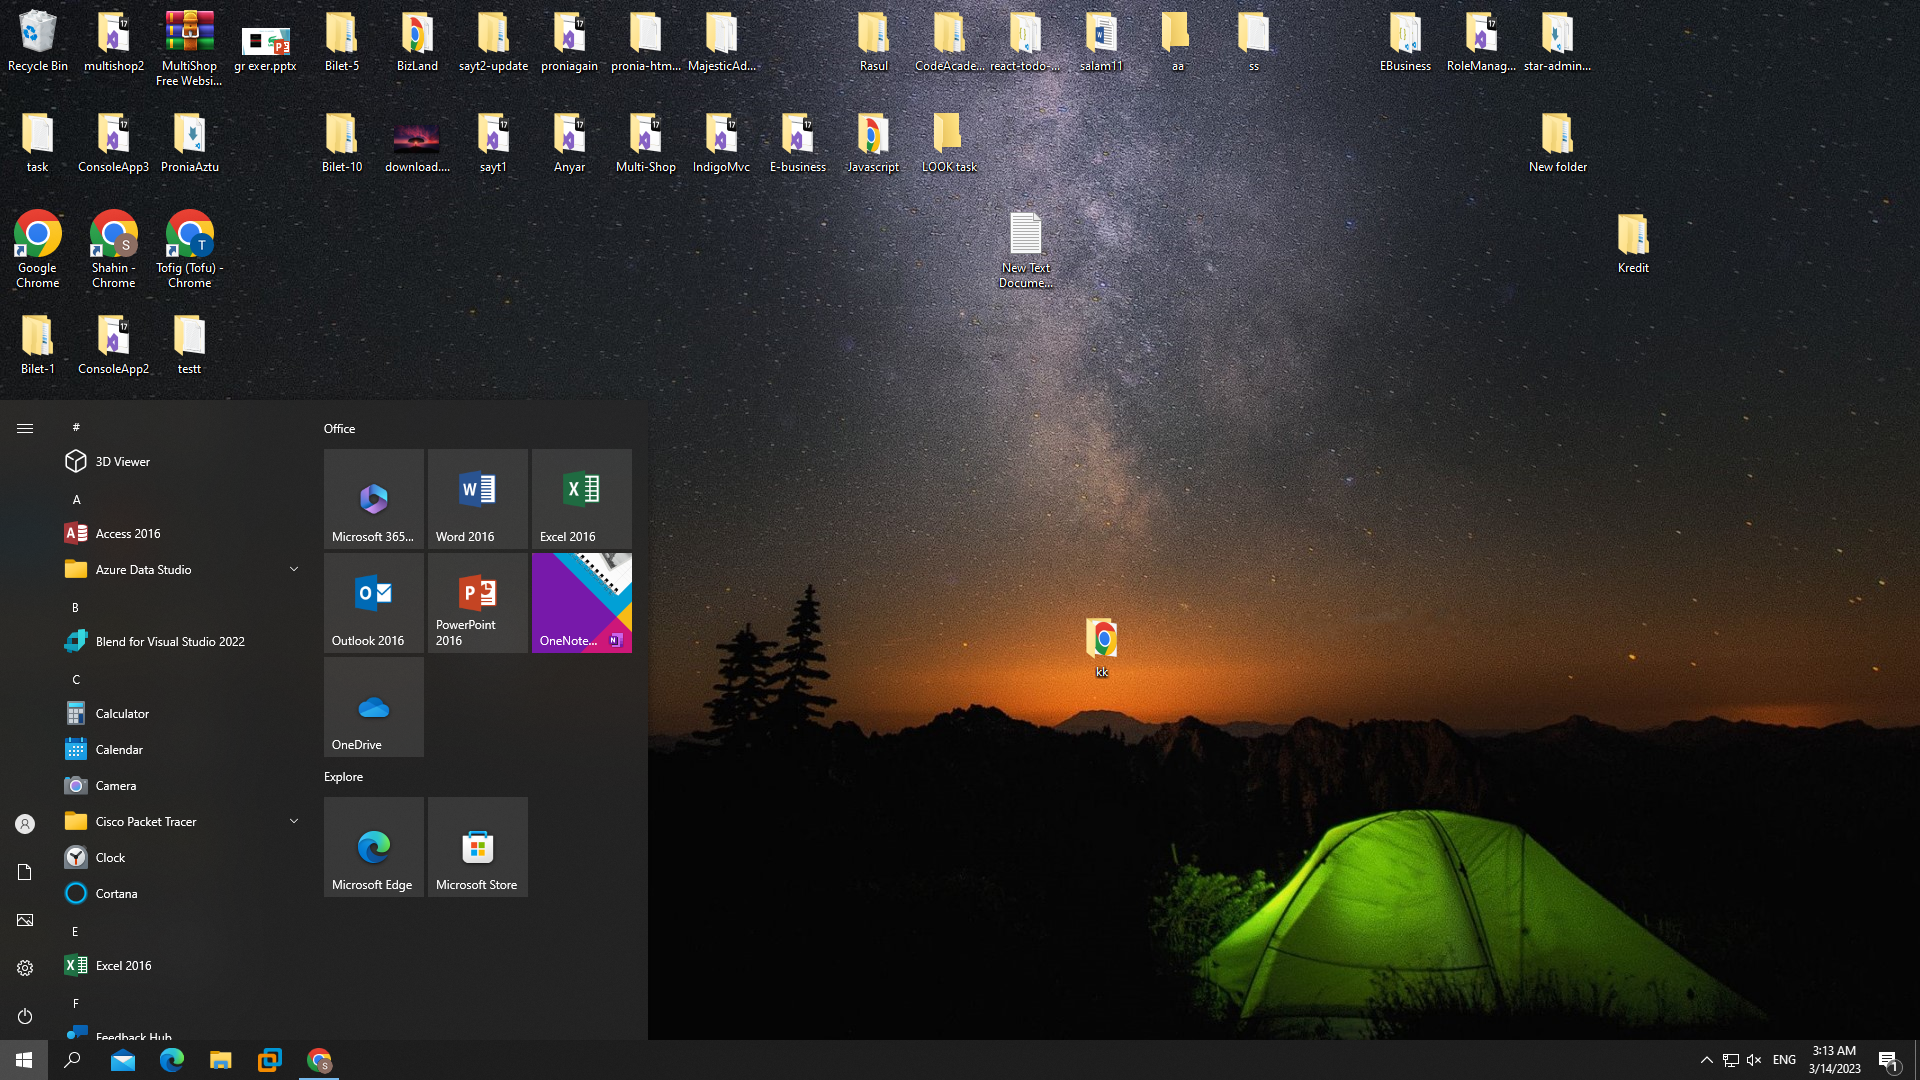 Recycle Bin
multishop2
MultiShop
Free Websi...
gr exer.pptx
Bilet-5
BizLand
sayt2-update
proniagain
pronia-htm...
MajesticAd...
Rasul
CodeAcade...
react-todo-...
salam11
aa
ss
EBusiness
RoleManag...
star-admin...
task
ConsoleApp3
ProniaAztu
Bilet-10
download....
sayt1
Anyar
Multi-Shop
IndigoMvc
E-business
Javascript
LOOK task
New folder
Google
Chrome
Shahin -
Chrome
Tofig (Tofu) -
Chrome
New Text
Docume...
Kredit
Bilet-1
ConsoleApp2
testt
kk
#
3D Viewer
A
Access 2016
Azure Data Studio
B
Blend for Visual Studio 2022
C
Calculator
Calendar
Camera
Cisco Packet Tracer
Clock
Cortana
E
Excel 2016
F
Feedback Hub
Office
Microsoft 365...
Word 2016
Excel 2016
Outlook 2016
PowerPoint
2016
OneNote...
OneDrive
Explore
Microsoft Edge
Microsoft Store
ENG
3:13 AM
3/14/2023
1